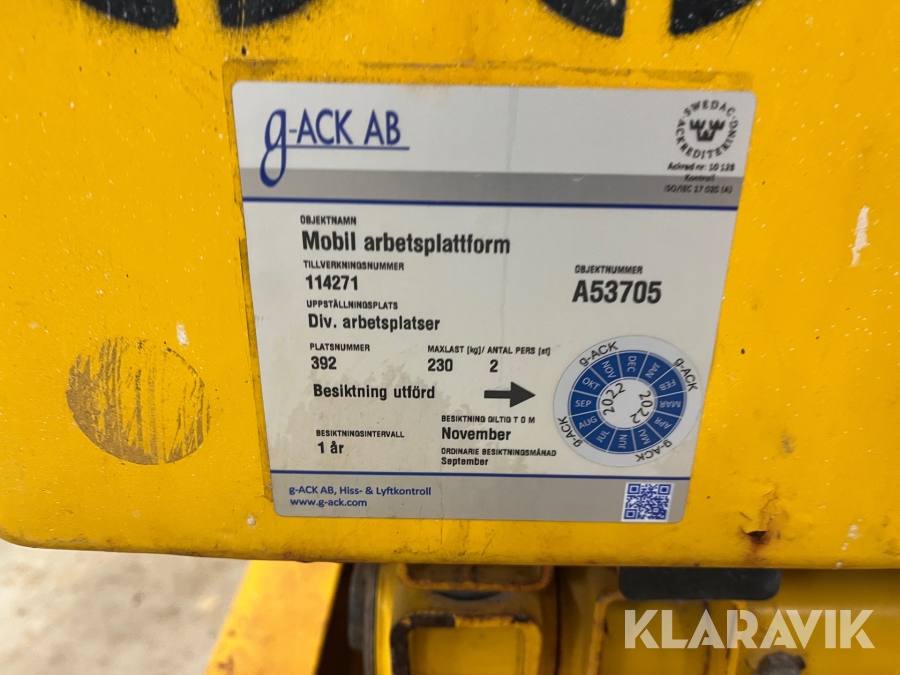 g-ACK AB
SWEDAC
ACKREDITERING
Ackred nr: 10 128
Kontroll
ISO/IEC 17 020 (A)
OBJEKTNAMN
Mobil arbetsplattform
TILLVERKNINGSNUMMER
114271
OBJEKTNUMMER
A53705
UPPSTÄLLNINGSPLATS
Div. arbetsplatser
PLATSNUMMER
392
MAXLAST [kg]/ ANTAL PERS [st]
230 2
Besiktning utförd
g-ACK
g-ACK
g-ACK
JAN
FEB
MAR
APR
MAJ
JUN
JUL
AUG
SEP
OKT
NOV
DEC
2022
2022
BESIKTNINGSINTERVALL
1 år
BESIKTNING GILTIG T O M
November
ORDINARIE BESIKTNINGSMÅNAD
September
g-ACK AB, Hiss- & Lyftkontroll
www.g-ack.com
KLARAVIK